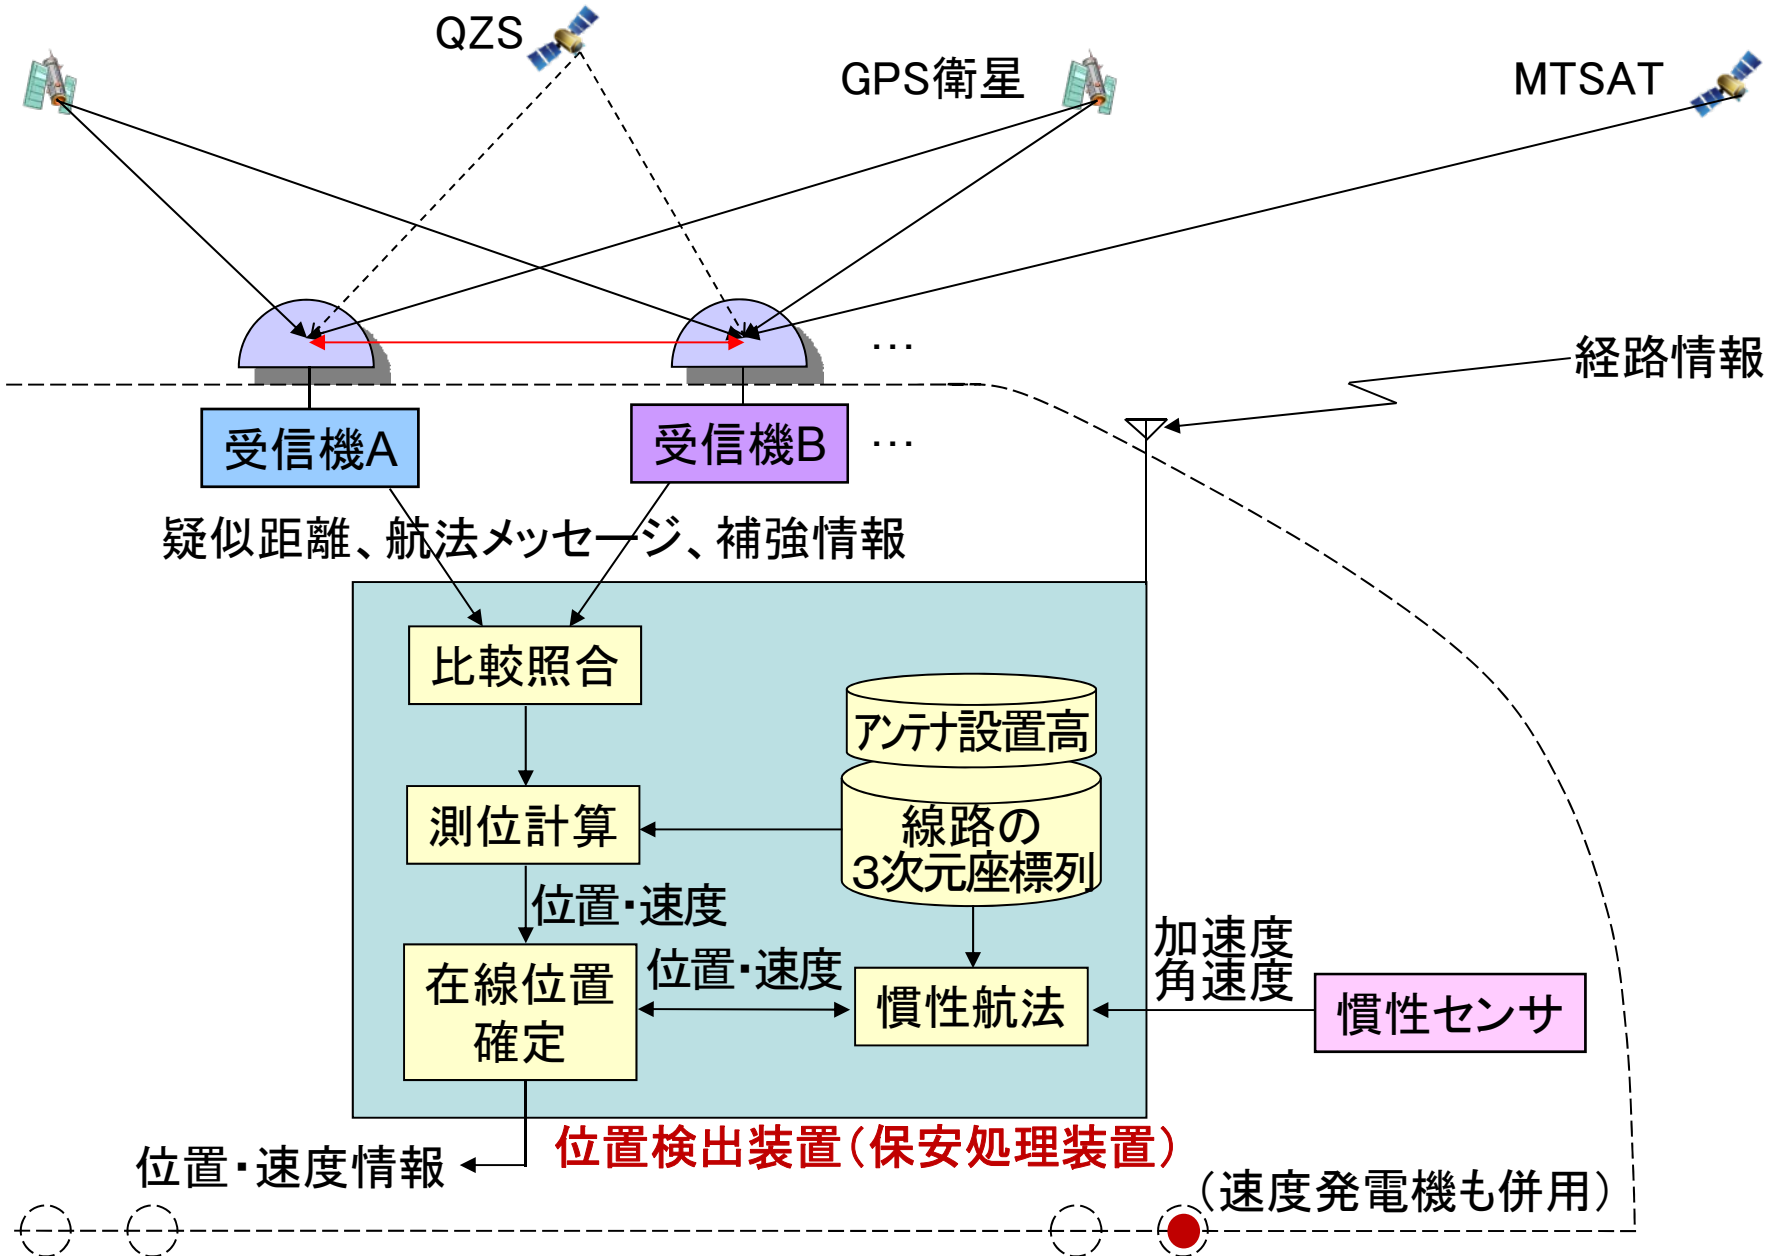 QZS
GPS衛星
MTSAT
…
経路情報
受信機A
受信機B
…
疑似距離、航法メッセージ、補強情報
比較照合
アンテナ設置高
測位計算
線路の
3次元座標列
位置・速度
加速度
角速度
位置・速度
在線位置
確定
慣性航法
慣性センサ
位置検出装置(保安処理装置)
位置・速度情報
(速度発電機も併用)